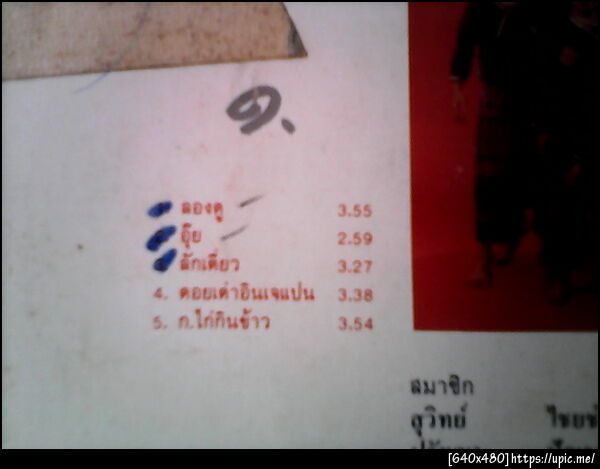 ๑.
ลองดู 3.55
อุ๊ย 2.59
ลักเดี่ยว 3.27
4. ดอยเต่าอินเจแปน 3.38
5. ก.ไก่กินข้าว 3.54
สมาชิก
สุวิทย์
[640x480]https://upic.me/